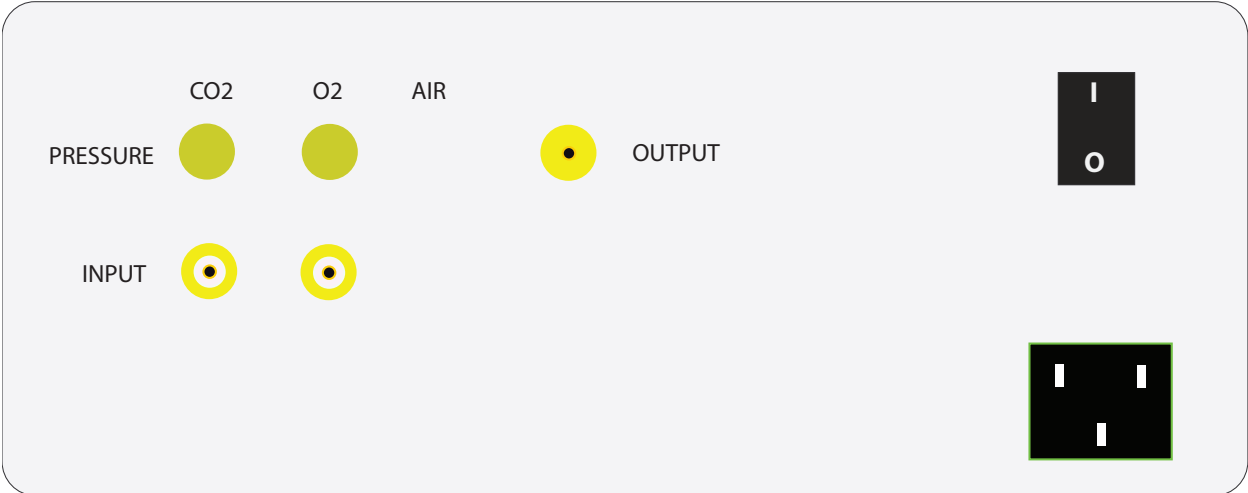 CO2 O2 AIR
PRESSURE
OUTPUT
INPUT
I
O